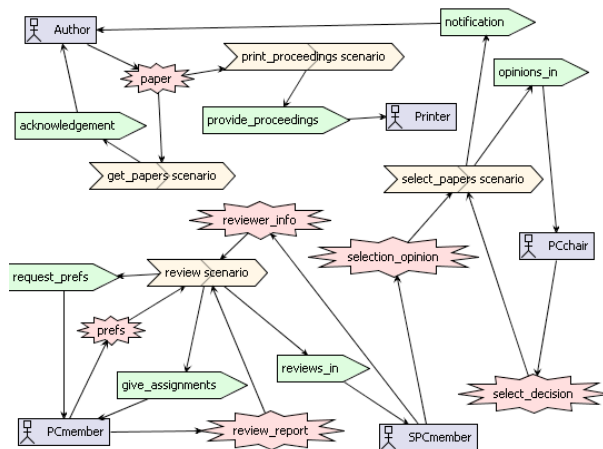 notification
Author
print_proceedings scenario
opinions_in
paper
acknowledgement
provide_proceedings
Printer
get_papers scenario
select_papers scenario
reviewer_info
PCchair
selection_opinion
request_prefs
review scenario
prefs
reviews_in
give_assignments
select_decision
PCmember
review_report
SPCmember